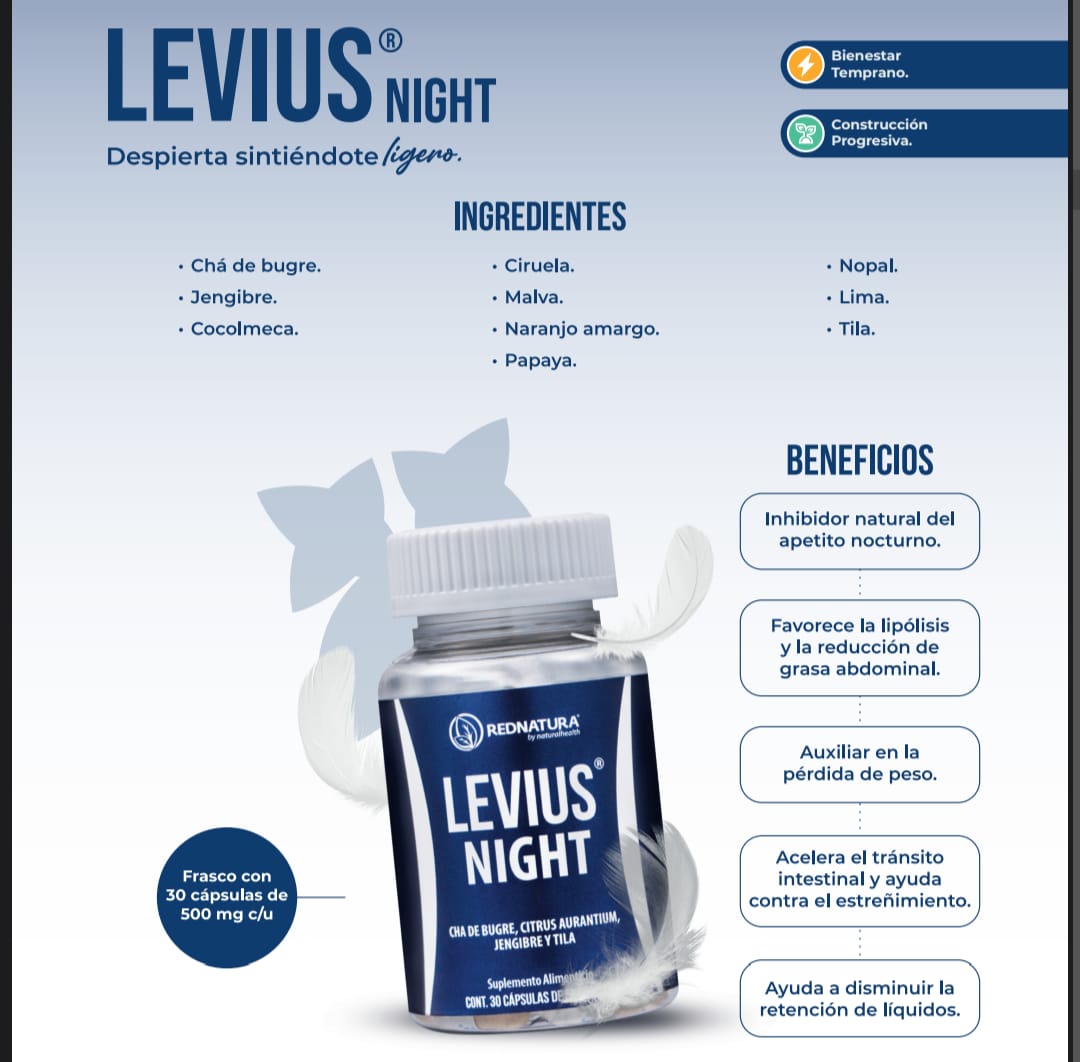 LEVIUS® NIGHT
Despierta sintiéndote ligero.
Bienestar
Temprano.
Construcción
Progresiva.
INGREDIENTES
• Chá de bugre.
• Jengibre.
• Cocolmeca.
• Ciruela.
• Malva.
• Naranjo amargo.
• Papaya.
• Nopal.
• Lima.
• Tila.
BENEFICIOS
Inhibidor natural del
apetito nocturno.
Favorece la lipólisis
y la reducción de
grasa abdominal.
Auxiliar en la
pérdida de peso.
Acelera el tránsito
intestinal y ayuda
contra el estreñimiento.
Ayuda a disminuir la
retención de líquidos.
Frasco con
30 cápsulas de
500 mg c/u
REDNATURA
by naturalhealth
LEVIUS®
NIGHT
CHA DE BUGRE, CITRUS AURANTIUM,
JENGIBRE Y TILA
Suplemento
CONT. 30 CÁPSULAS DE